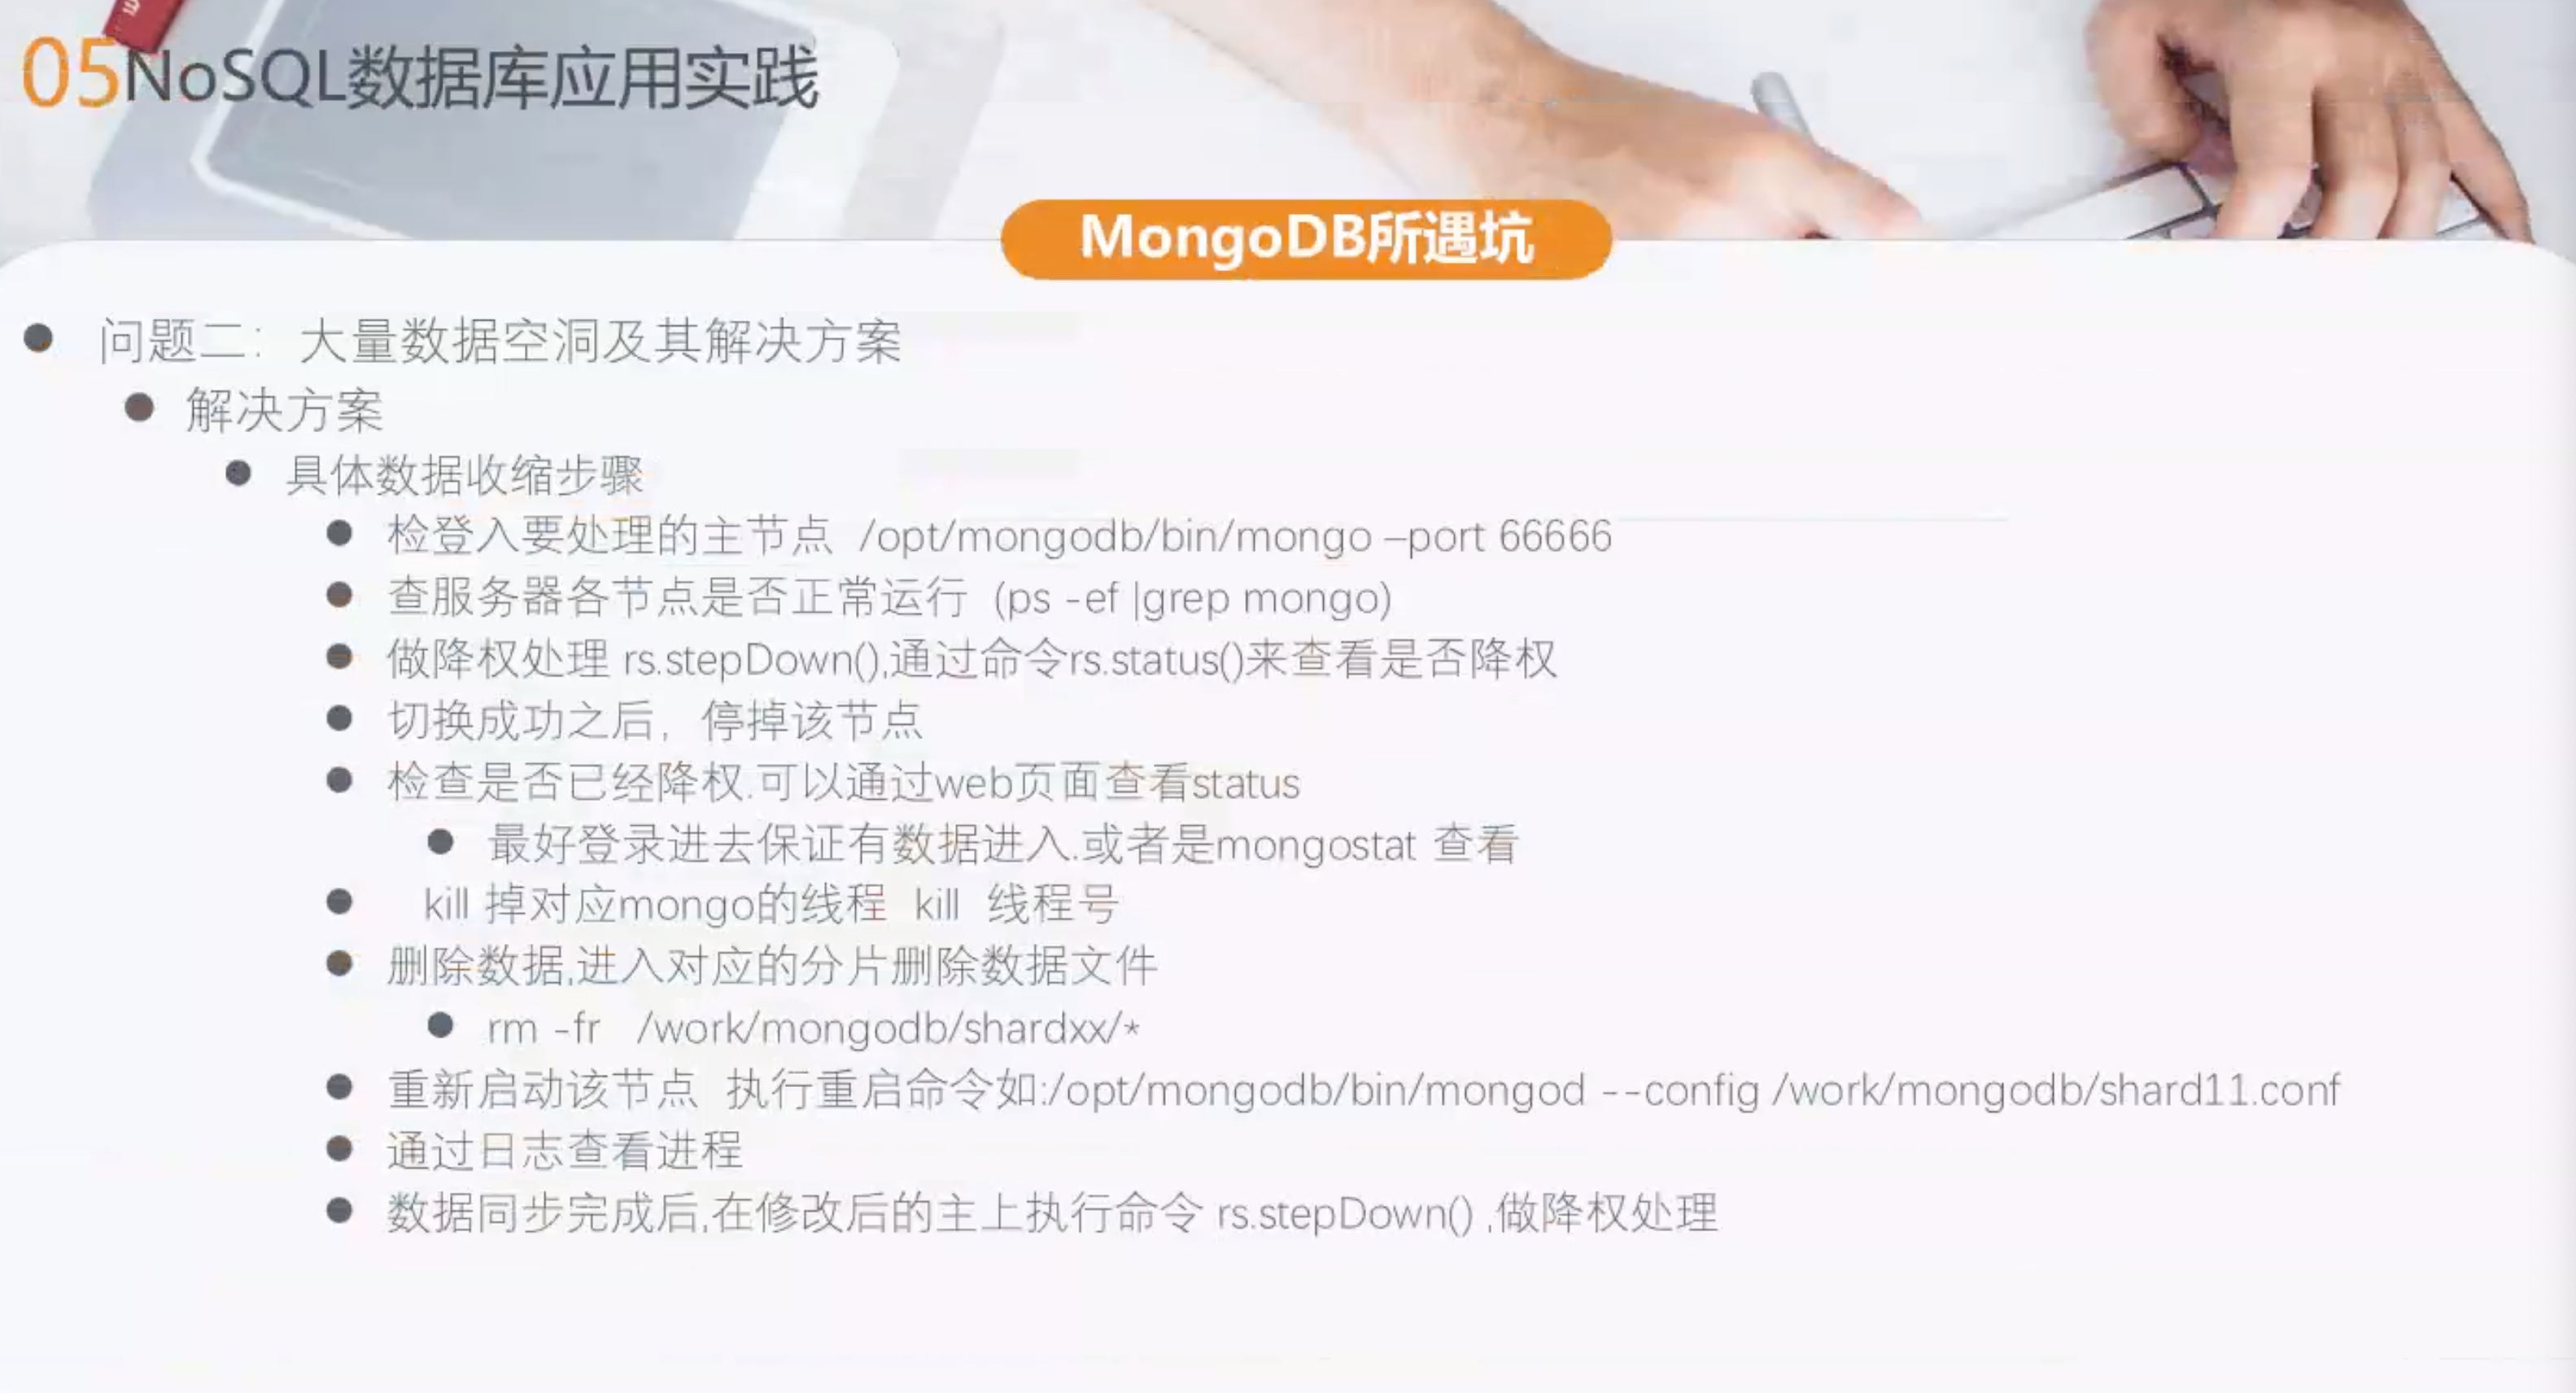 05NoSQL数据库应用实践
MongoDB所遇坑
问题二：大量数据空洞及其解决方案
解决方案
具体数据收缩步骤
检登入要处理的主节点 /opt/mongodb/bin/mongo –port 66666
查服务器各节点是否正常运行 (ps -ef |grep mongo)
做降权处理 rs.stepDown(),通过命令rs.status()来查看是否降权
切换成功之后，停掉该节点
检查是否已经降权.可以通过web页面查看status
最好登录进去保证有数据进入.或者是mongostat 查看
kill 掉对应mongo的线程 kill 线程号
删除数据,进入对应的分片删除数据文件
rm -fr /work/mongodb/shardxx/*
重新启动该节点 执行重启命令如:/opt/mongodb/bin/mongod --config /work/mongodb/shard11.conf
通过日志查看进程
数据同步完成后,在修改后的主上执行命令 rs.stepDown() ,做降权处理